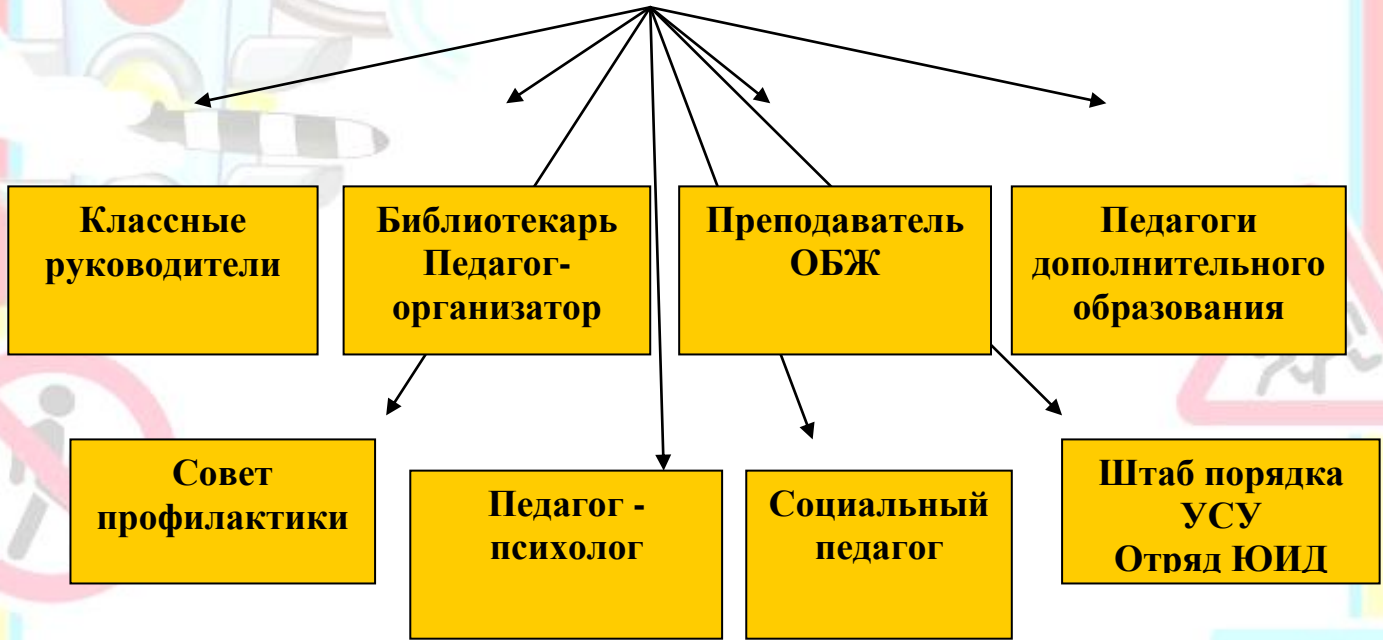 Классные
руководители
Библиотекарь
Педагог-
организатор
Преподаватель
ОБЖ
Педагоги
дополнительного
образования
Совет
профилактики
Педагог -
психолог
Социальный
педагог
Штаб порядка
УСУ
Отряд ЮИД